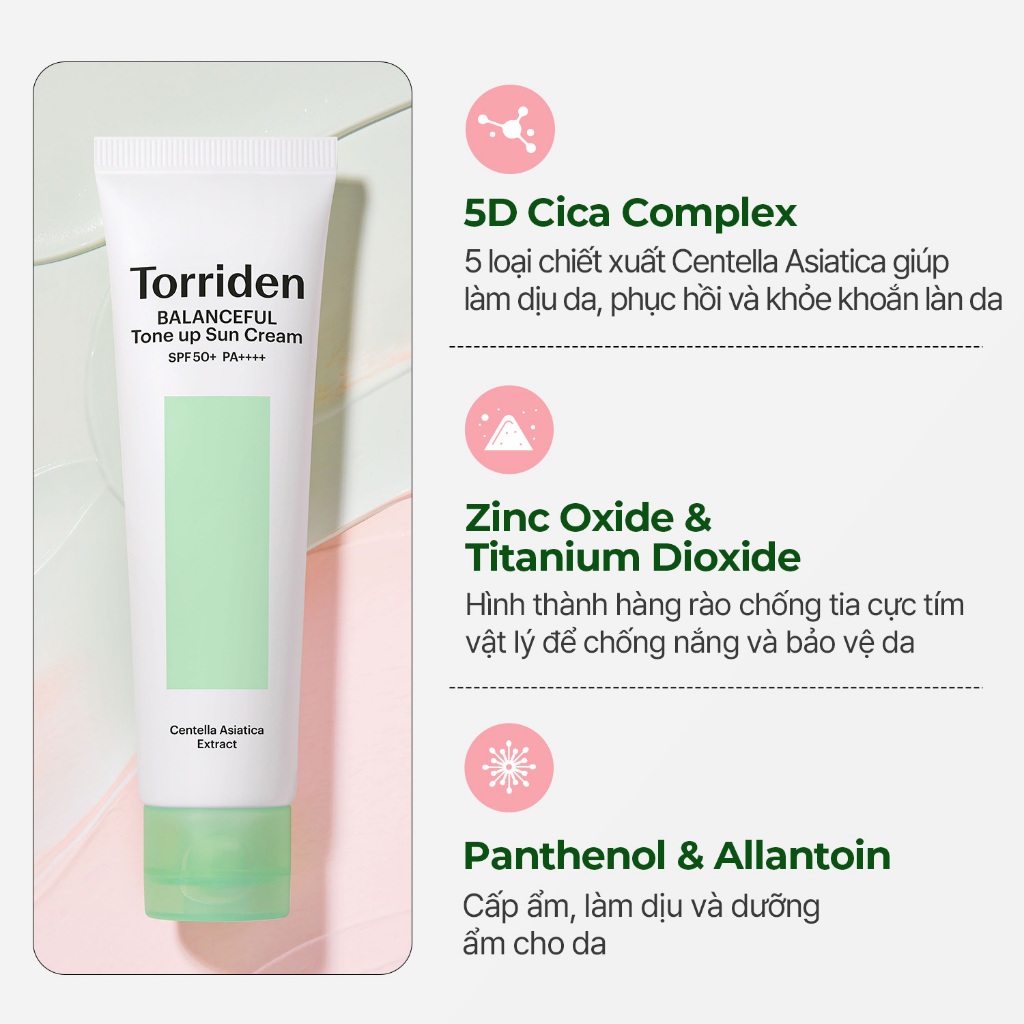 Torriden
BALANCEFUL
Tone up Sun Cream
SPF 50+ PA++++
Centella Asiatica
Extract
5D Cica Complex
5 loại chiết xuất Centella Asiatica giúp
làm dịu da, phục hồi và khỏe khoắn làn da
Zinc Oxide &
Titanium Dioxide
Hình thành hàng rào chống tia cực tím
vật lý để chống nắng và bảo vệ da
Panthenol & Allantoin
Cấp ẩm, làm dịu và dưỡng
ẩm cho da